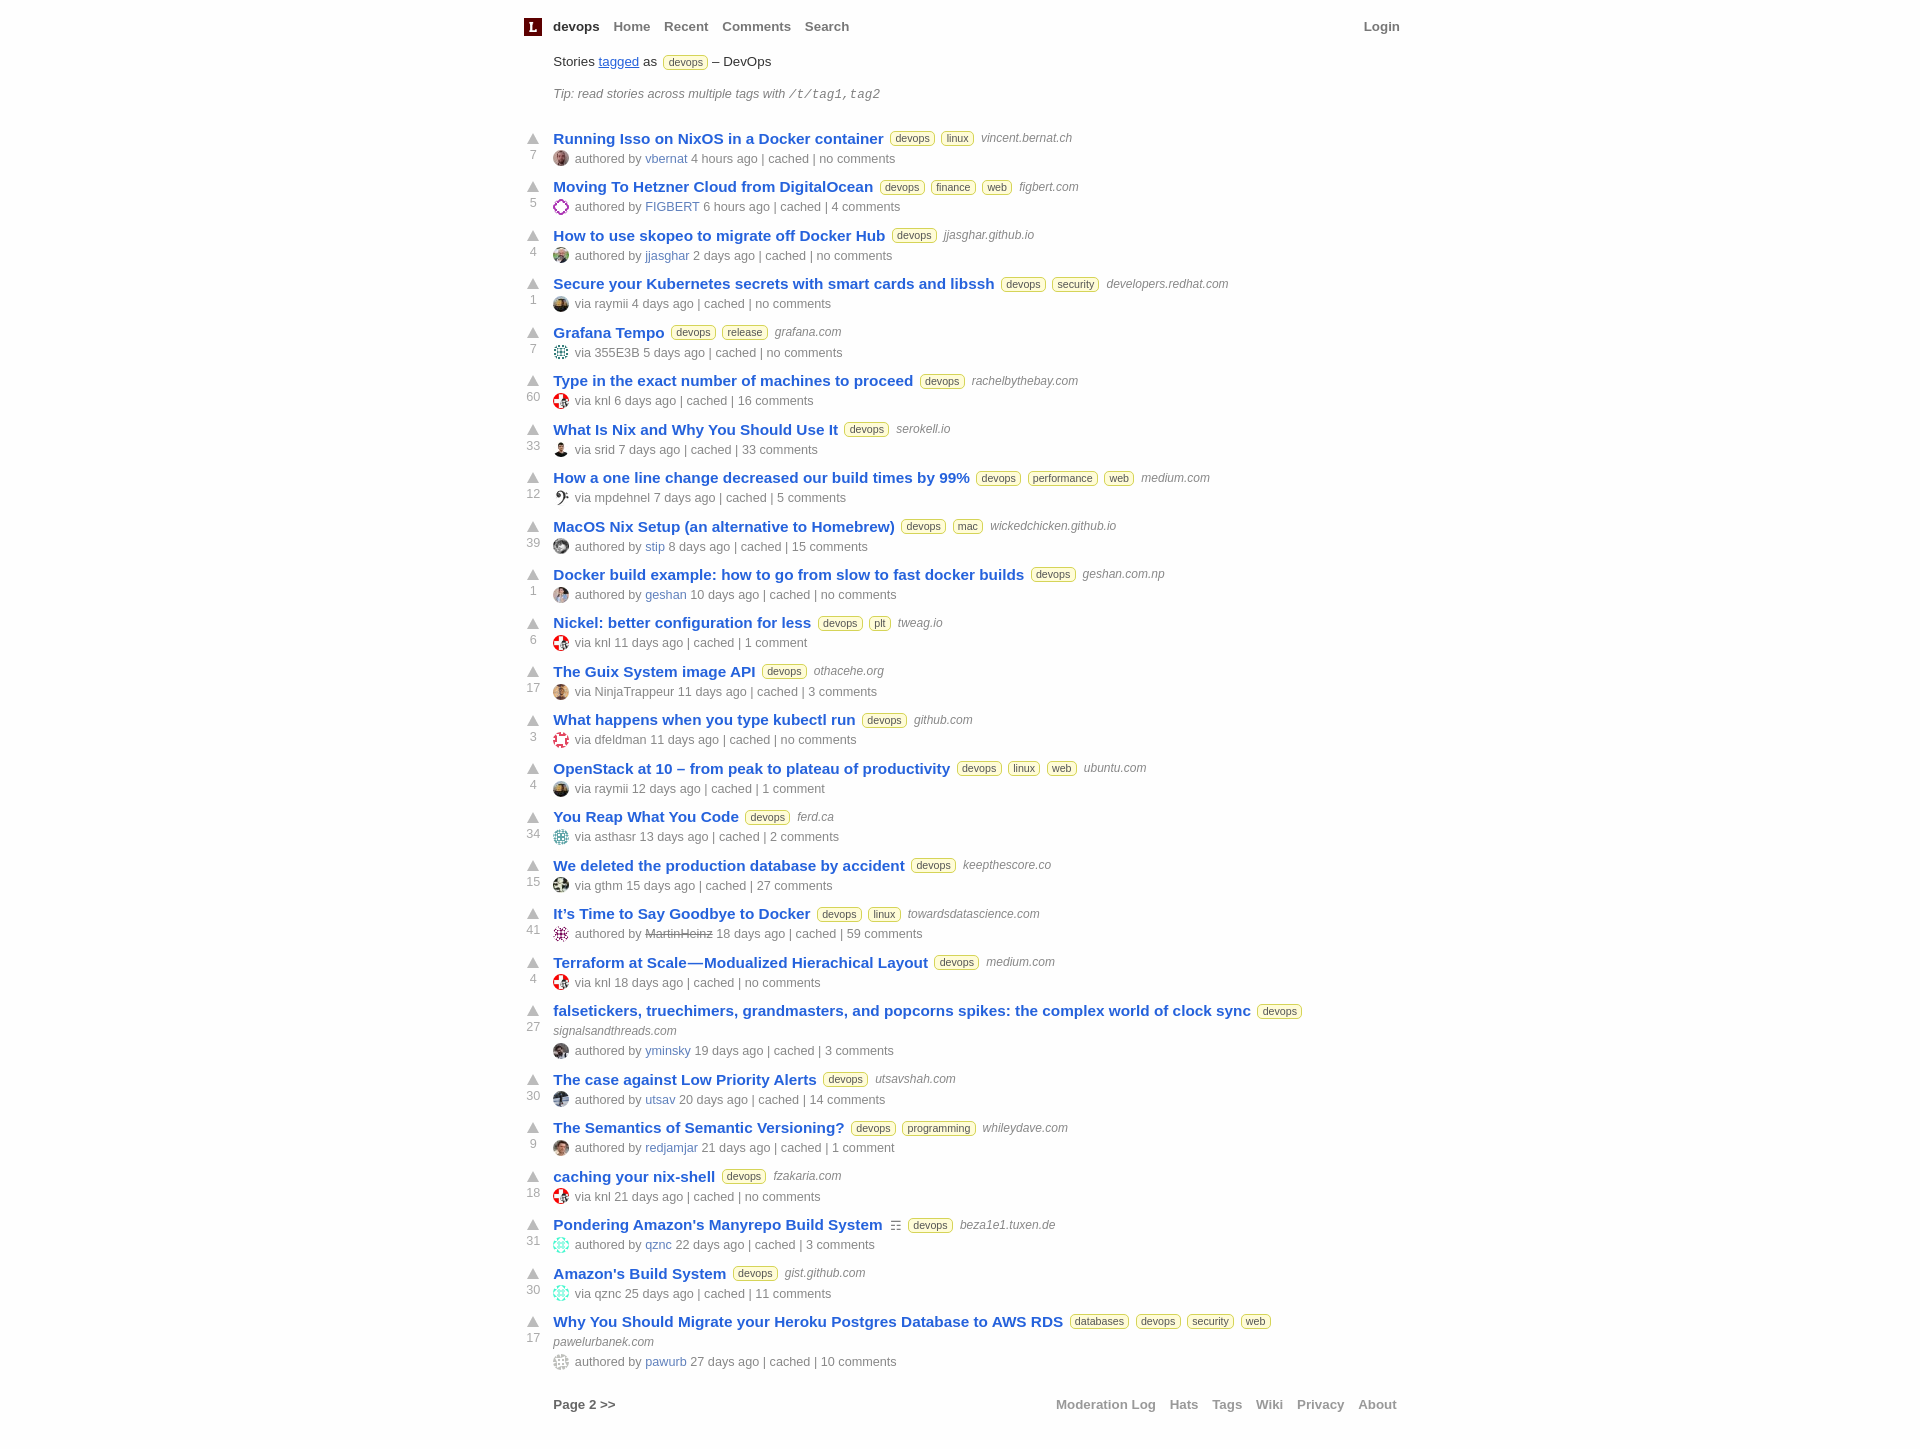 L devops Home Recent Comments Search Login
Stories tagged as devops – DevOps
Tip: read stories across multiple tags with /t/tag1,tag2
Running Isso on NixOS in a Docker container devops linux vincent.bernat.ch
7 authored by vbernat 4 hours ago | cached | no comments
Moving To Hetzner Cloud from DigitalOcean devops finance web figbert.com
5 authored by FIGBERT 6 hours ago | cached | 4 comments
How to use skopeo to migrate off Docker Hub devops jjasghar.github.io
4 authored by jjasghar 2 days ago | cached | no comments
Secure your Kubernetes secrets with smart cards and libssh devops security developers.redhat.com
1 via raymii 4 days ago | cached | no comments
Grafana Tempo devops release grafana.com
7 via 355E3B 5 days ago | cached | no comments
Type in the exact number of machines to proceed devops rachelbythebay.com
60 via knl 6 days ago | cached | 16 comments
What Is Nix and Why You Should Use It devops serokell.io
33 via srid 7 days ago | cached | 33 comments
How a one line change decreased our build times by 99% devops performance web medium.com
12 via mpdehnel 7 days ago | cached | 5 comments
MacOS Nix Setup (an alternative to Homebrew) devops mac wickedchicken.github.io
39 authored by stip 8 days ago | cached | 15 comments
Docker build example: how to go from slow to fast docker builds devops geshan.com.np
1 authored by geshan 10 days ago | cached | no comments
Nickel: better configuration for less devops plt tweag.io
6 via knl 11 days ago | cached | 1 comment
The Guix System image API devops othacehe.org
17 via NinjaTrappeur 11 days ago | cached | 3 comments
What happens when you type kubectl run devops github.com
3 via dfeldman 11 days ago | cached | no comments
OpenStack at 10 – from peak to plateau of productivity devops linux web ubuntu.com
4 via raymii 12 days ago | cached | 1 comment
You Reap What You Code devops ferd.ca
34 via asthasr 13 days ago | cached | 2 comments
We deleted the production database by accident devops keepthescore.co
15 via gthm 15 days ago | cached | 27 comments
It’s Time to Say Goodbye to Docker devops linux towardsdatascience.com
41 authored by MartinHeinz 18 days ago | cached | 59 comments
Terraform at Scale — Modualized Hierachical Layout devops medium.com
4 via knl 18 days ago | cached | no comments
falsetickers, truechimers, grandmasters, and popcorns spikes: the complex world of clock sync devops
27 signalsandthreads.com
authored by yminsky 19 days ago | cached | 3 comments
The case against Low Priority Alerts devops utsavshah.com
30 authored by utsav 20 days ago | cached | 14 comments
The Semantics of Semantic Versioning? devops programming whileydave.com
9 authored by redjamjar 21 days ago | cached | 1 comment
caching your nix-shell devops fzakaria.com
18 via knl 21 days ago | cached | no comments
Pondering Amazon's Manyrepo Build System ☶ devops beza1e1.tuxen.de
31 authored by qznc 22 days ago | cached | 3 comments
Amazon's Build System devops gist.github.com
30 via qznc 25 days ago | cached | 11 comments
Why You Should Migrate your Heroku Postgres Database to AWS RDS databases devops security web
17 pawelurbanek.com
authored by pawurb 27 days ago | cached | 10 comments
Page 2 >> Moderation Log Hats Tags Wiki Privacy About